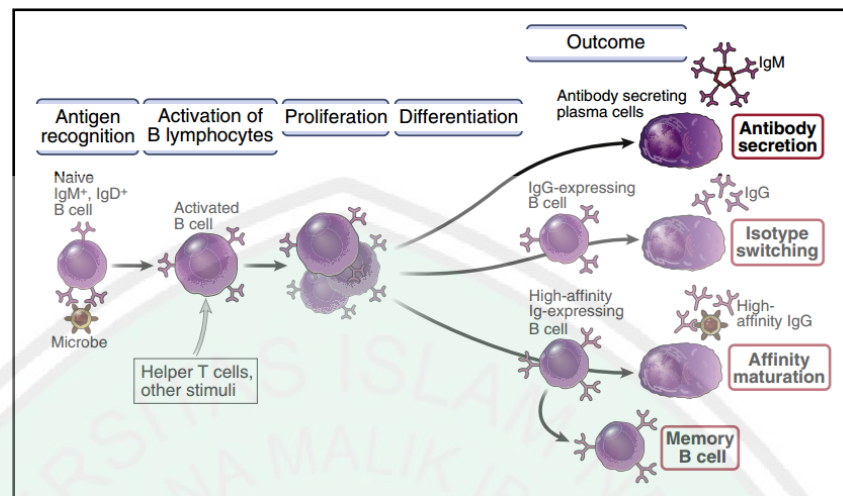 Outcome
IgM
Antigen
recognition
Activation of
B lymphocytes
Proliferation
Differentiation
Antibody secreting
plasma cells
Antibody
secretion
Naive
IgM⁺, IgD⁺
B cell
Activated
B cell
IgG-expressing
B cell
IgG
Isotype
switching
Microbe
Helper T cells,
other stimuli
High-affinity
Ig-expressing
B cell
High-
affinity IgG
Affinity
maturation
Memory
B cell